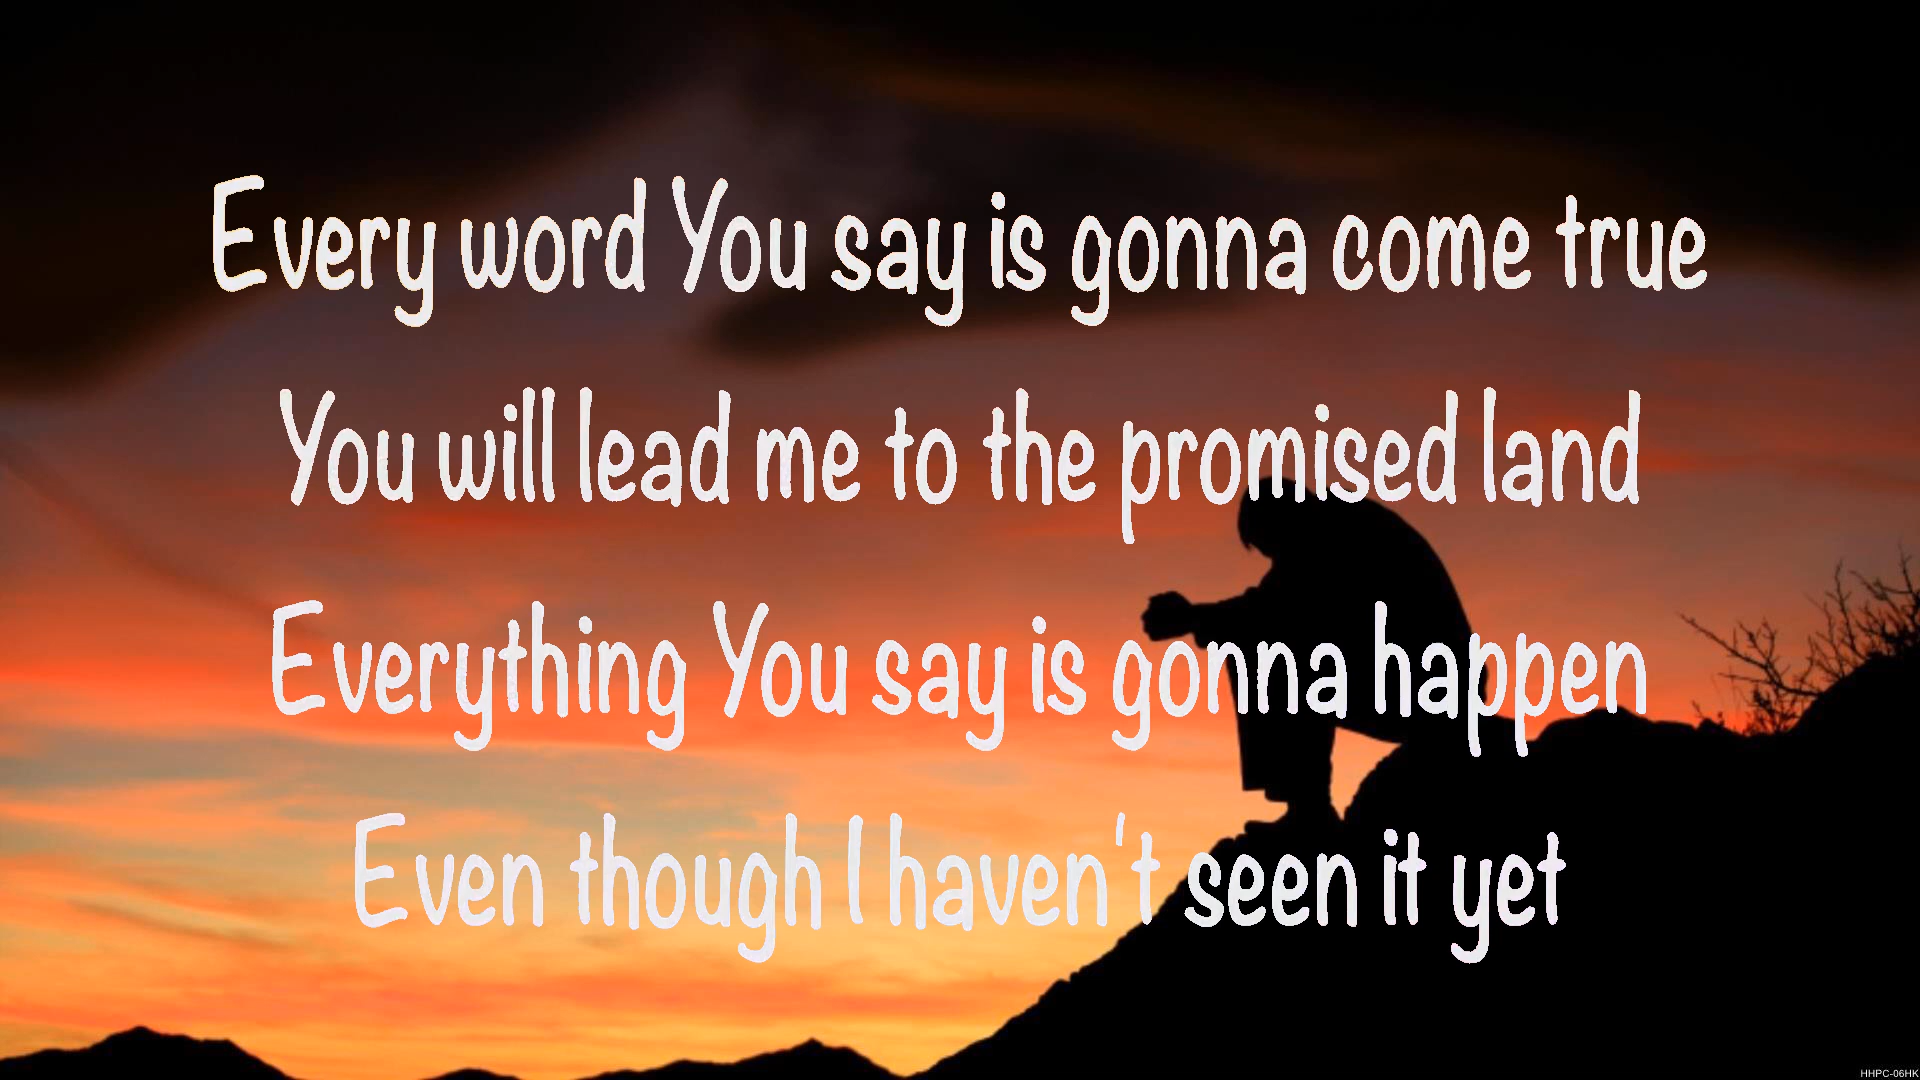 Every word You say is gonna come true
You will lead me to the promised land
Everything You say is gonna happen
Even though I haven't seen it yet
HHPC-06HK